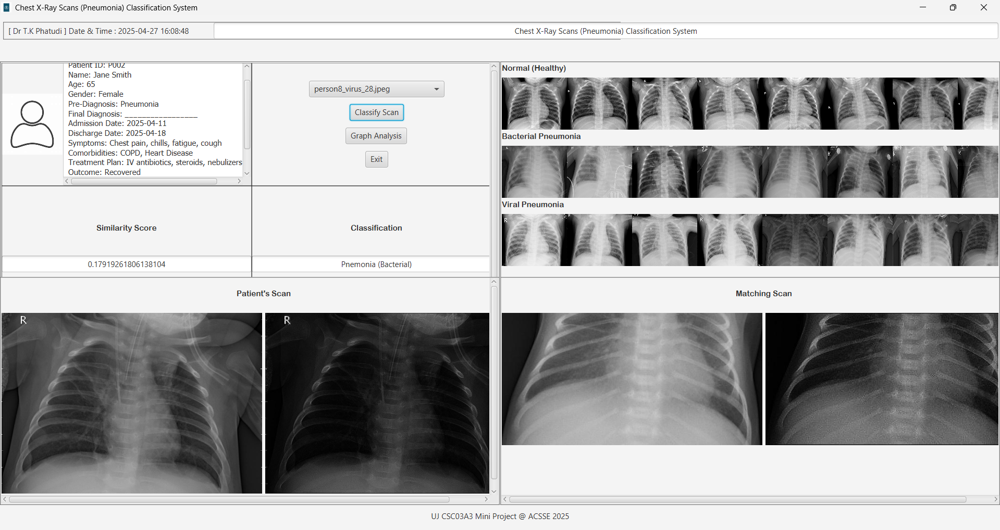 Chest X-Ray Scans (Pneumonia) Classification System
[ Dr T.K Phatudi ] Date & Time : 2025-04-27 16:08:48
Chest X-Ray Scans (Pneumonia) Classification System
Patient ID: P002
Name: Jane Smith
Age: 65
Gender: Female
Pre-Diagnosis: Pneumonia
Final Diagnosis: _________________
Admission Date: 2025-04-11
Discharge Date: 2025-04-18
Symptoms: Chest pain, chills, fatigue, cough
Comorbidities: COPD, Heart Disease
Treatment Plan: IV antibiotics, steroids, nebulizers
Outcome: Recovered
person8_virus_28.jpeg
Classify Scan
Graph Analysis
Exit
Similarity Score
0.17919261806138104
Classification
Pnemonia (Bacterial)
Normal (Healthy)
Bacterial Pneumonia
Viral Pneumonia
R
R
Patient's Scan
R
R
Matching Scan
UJ CSC03A3 Mini Project @ ACSSE 2025